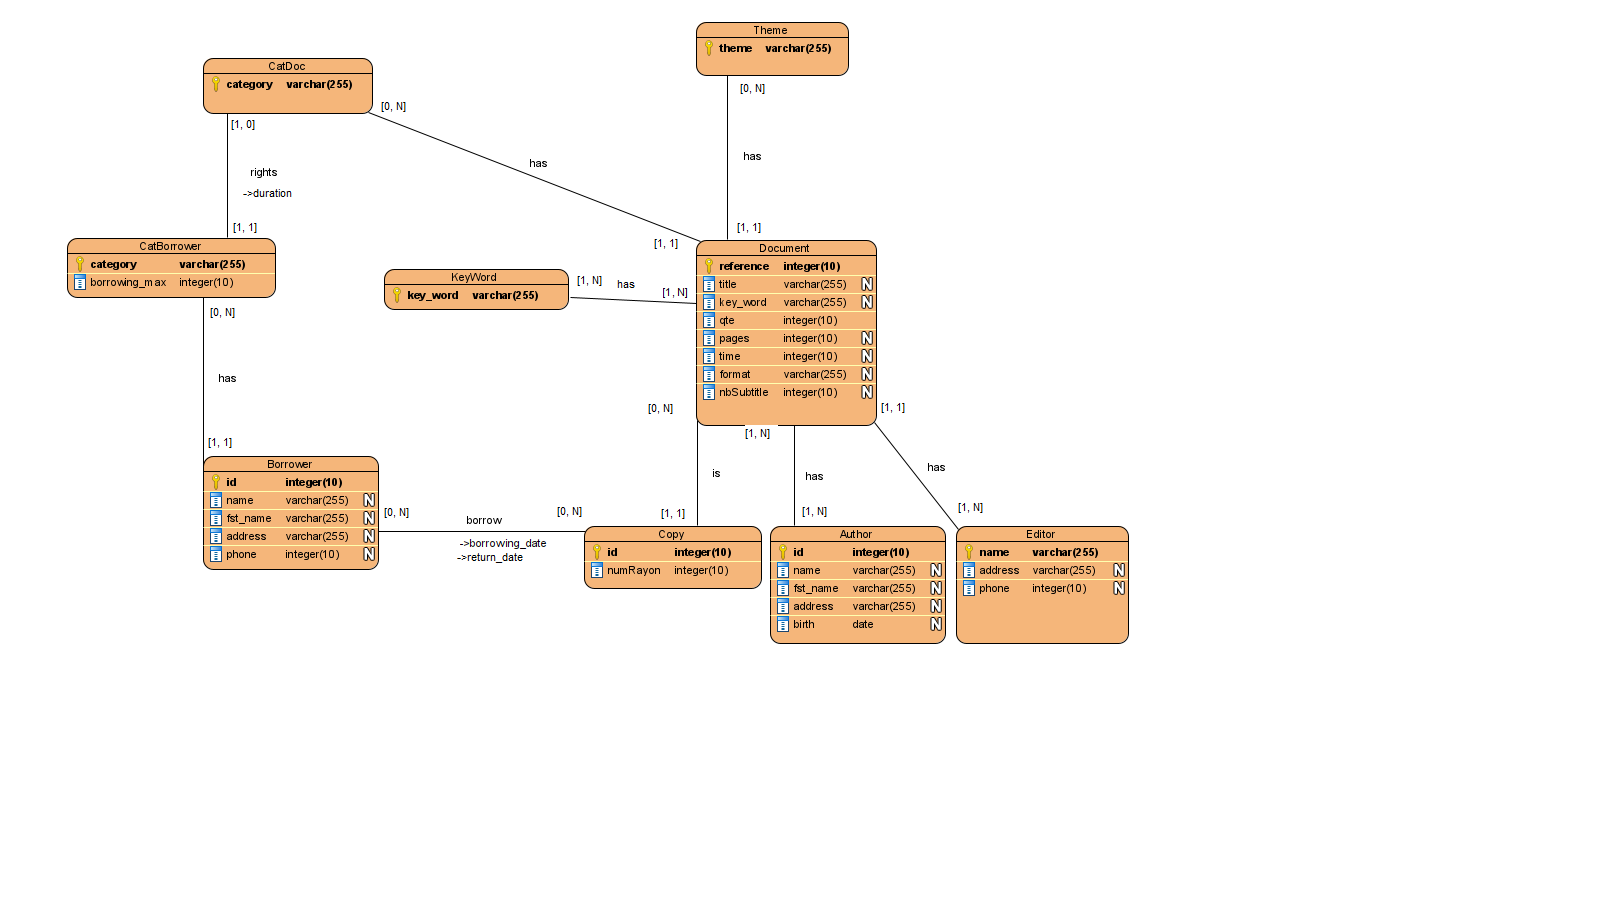 Theme
theme varchar(255)
[0, N]
has
[1, 1]
CatDoc
category varchar(255)
[0, N]
has
[1, 1]
[1, 0]
rights
->duration
[1, 1]
CatBorrower
category varchar(255)
borrowing_max integer(10)
[0, N]
has
[1, 1]
KeyWord
key_word varchar(255)
[1, N]
has
[1, N]
Document
reference integer(10)
title varchar(255) N
key_word varchar(255) N
qte integer(10)
pages integer(10) N
time integer(10) N
format varchar(255) N
nbSubtitle integer(10) N
[0, N]
is
[1, 1]
[1, N]
has
[1, N]
[1, 1]
has
[1, N]
Borrower
id integer(10)
name varchar(255) N
fst_name varchar(255) N
address varchar(255) N
phone integer(10) N
[0, N]
borrow
[0, N]
->borrowing_date
->return_date
Copy
id integer(10)
numRayon integer(10)
Author
id integer(10)
name varchar(255) N
fst_name varchar(255) N
address varchar(255) N
birth date N
Editor
name varchar(255)
address varchar(255) N
phone integer(10) N